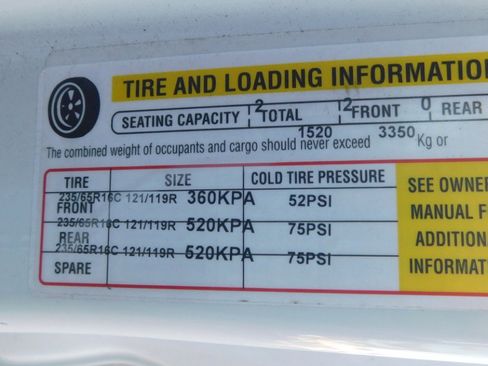 TIRE AND LOADING INFORMATION
SEATING CAPACITY 2 TOTAL 2 FRONT 0 REAR
The combined weight of occupants and cargo should never exceed 1520 3350 Kg or
TIRE SIZE COLD TIRE PRESSURE
FRONT 235/65R16C 121/119R 360KPA 52PSI
REAR 235/65R16C 121/119R 520KPA 75PSI
SPARE 235/65R16C 121/119R 520KPA 75PSI
SEE OWNER
MANUAL F
ADDITION
INFORMAT